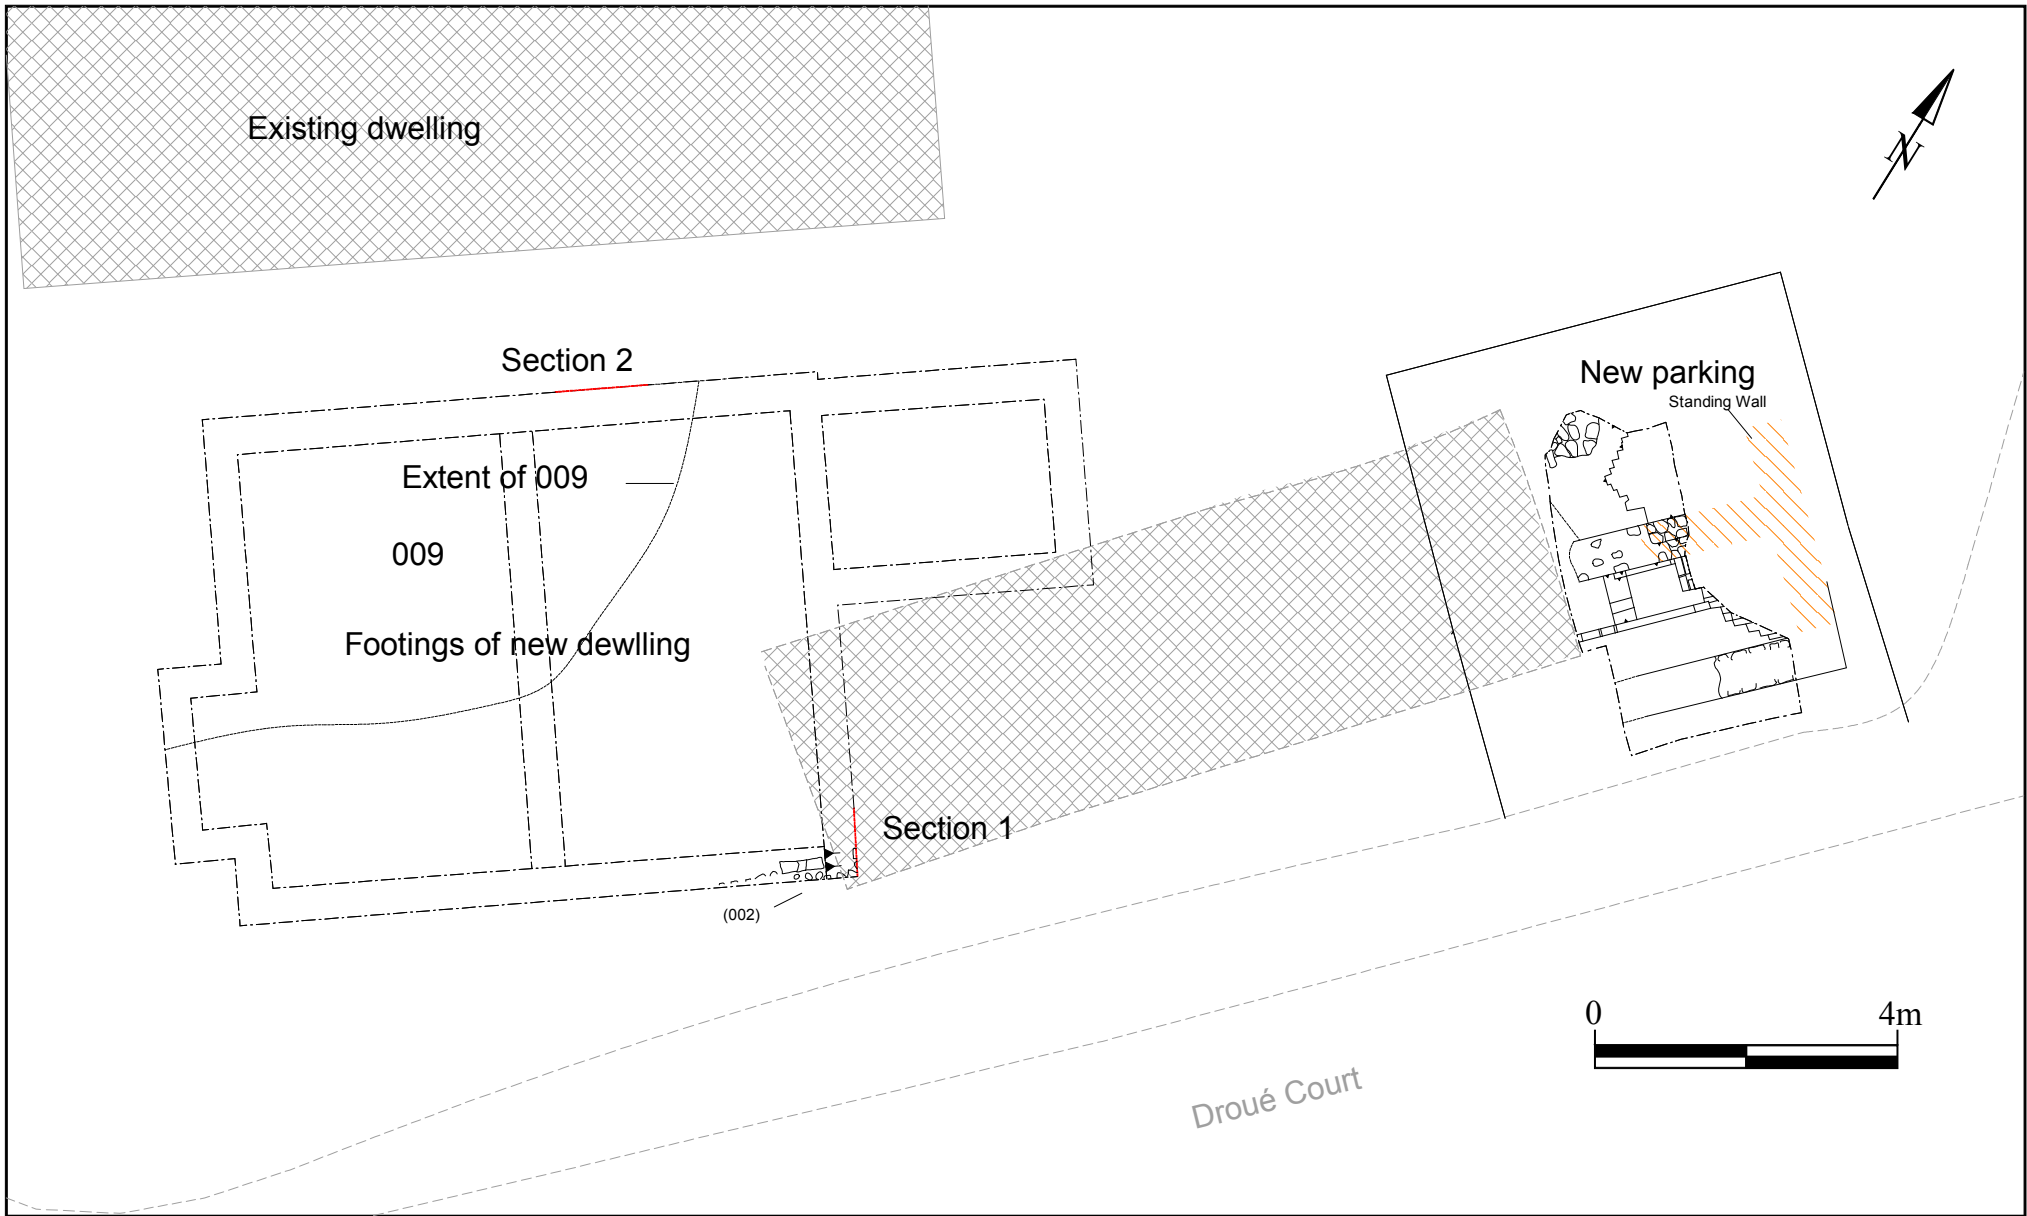 Existing dwelling
N
Section 2
New parking
Standing Wall
Extent of 009
009
Footings of new dewlling
Section 1
(002)
0 4m
Droué Court